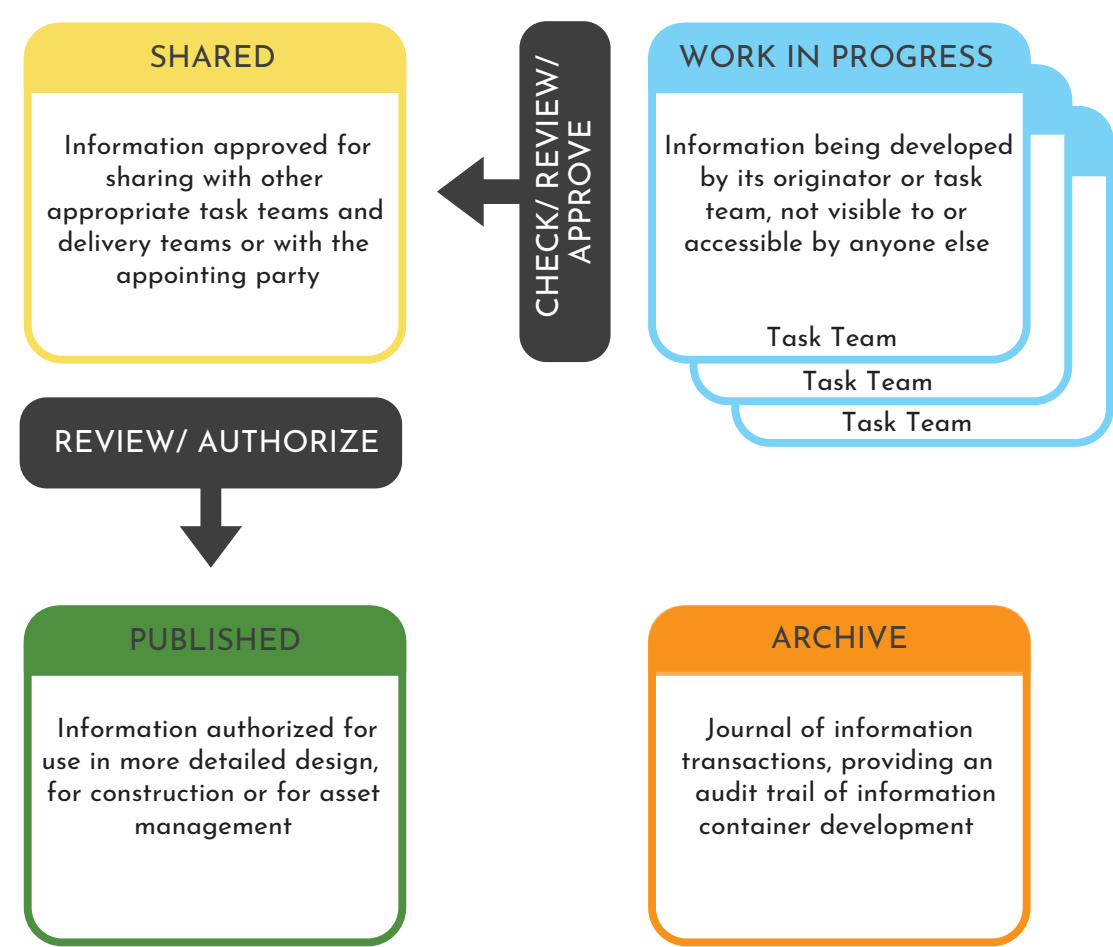 SHARED
Information approved for
sharing with other
appropriate task teams and
delivery teams or with the
appointing party
CHECK/ REVIEW/
APPROVE
WORK IN PROGRESS
Information being developed
by its originator or task
team, not visible to or
accessible by anyone else
Task Team
Task Team
Task Team
REVIEW/ AUTHORIZE
PUBLISHED
Information authorized for
use in more detailed design,
for construction or for asset
management
ARCHIVE
Journal of information
transactions, providing an
audit trail of information
container development